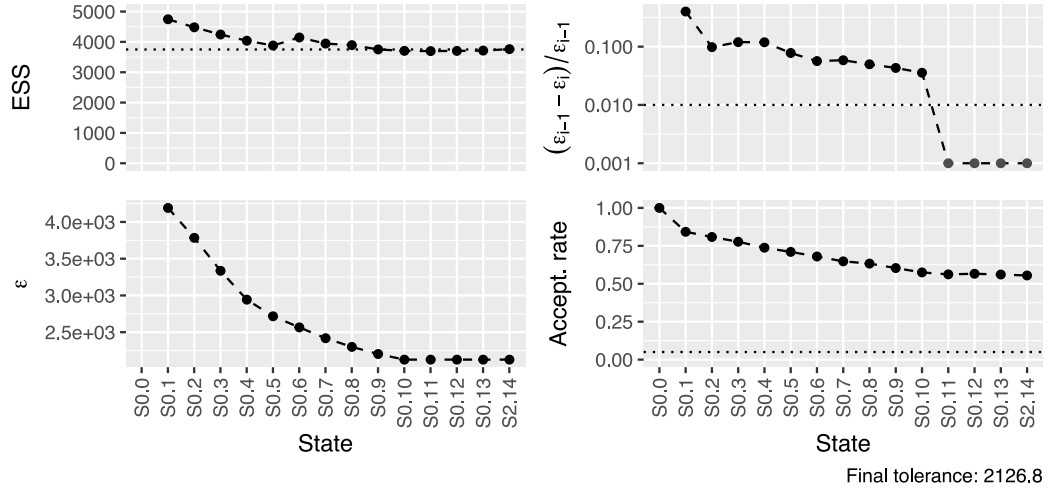 ESS
5000
4000
3000
2000
1000
0
(ε_{i−1} − ε_i)/ε_{i−1}
0.100
0.010
0.001
ε
4.0e+03
3.5e+03
3.0e+03
2.5e+03
S0.0
S0.1
S0.2
S0.3
S0.4
S0.5
S0.6
S0.7
S0.8
S0.9
S0.10
S0.11
S0.12
S0.13
S2.14
State
Accept. rate
1.00
0.75
0.50
0.25
0.00
S0.0
S0.1
S0.2
S0.3
S0.4
S0.5
S0.6
S0.7
S0.8
S0.9
S0.10
S0.11
S0.12
S0.13
S2.14
State
Final tolerance: 2126.8